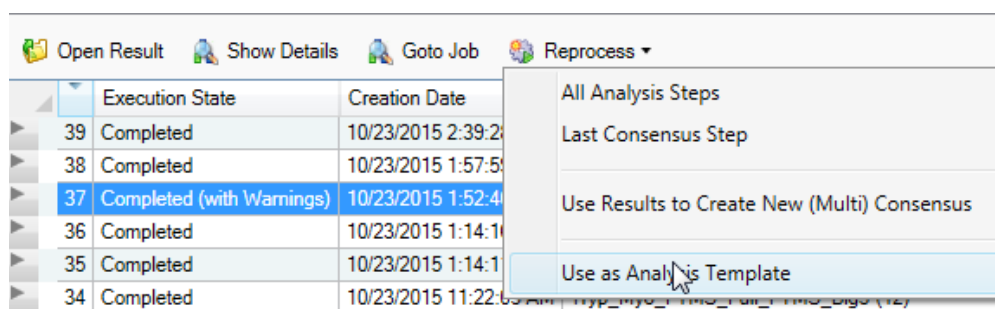 Open Result Show Details Goto Job Reprocess
Execution State Creation Date All Analysis Steps
39 Completed 10/23/2015 2:39:2 Last Consensus Step
38 Completed 10/23/2015 1:57:5
37 Completed (with Warnings) 10/23/2015 1:52:4 Use Results to Create New (Multi) Consensus
36 Completed 10/23/2015 1:14:1
35 Completed 10/23/2015 1:14:1 Use as Analysis Template
34 Completed 10/23/2015 11:22: